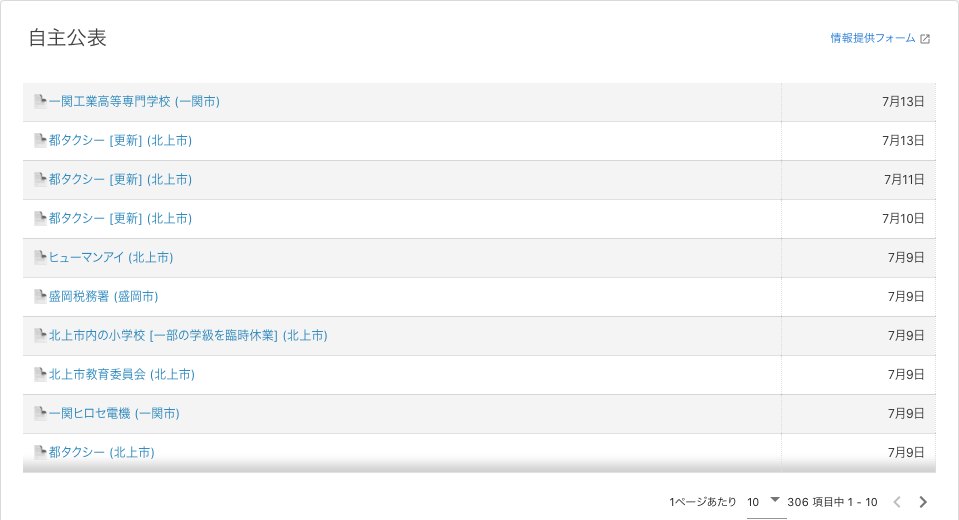 自主公表
情報提供フォーム
一関工業高等専門学校 (一関市) 7月13日
都タクシー [更新] (北上市) 7月13日
都タクシー [更新] (北上市) 7月11日
都タクシー [更新] (北上市) 7月10日
ヒューマンアイ (北上市) 7月9日
盛岡税務署 (盛岡市) 7月9日
北上市内の小学校 [一部の学級を臨時休業] (北上市) 7月9日
北上市教育委員会 (北上市) 7月9日
一関ヒロセ電機 (一関市) 7月9日
都タクシー (北上市) 7月9日
1ページあたり 10 306 項目中 1 - 10